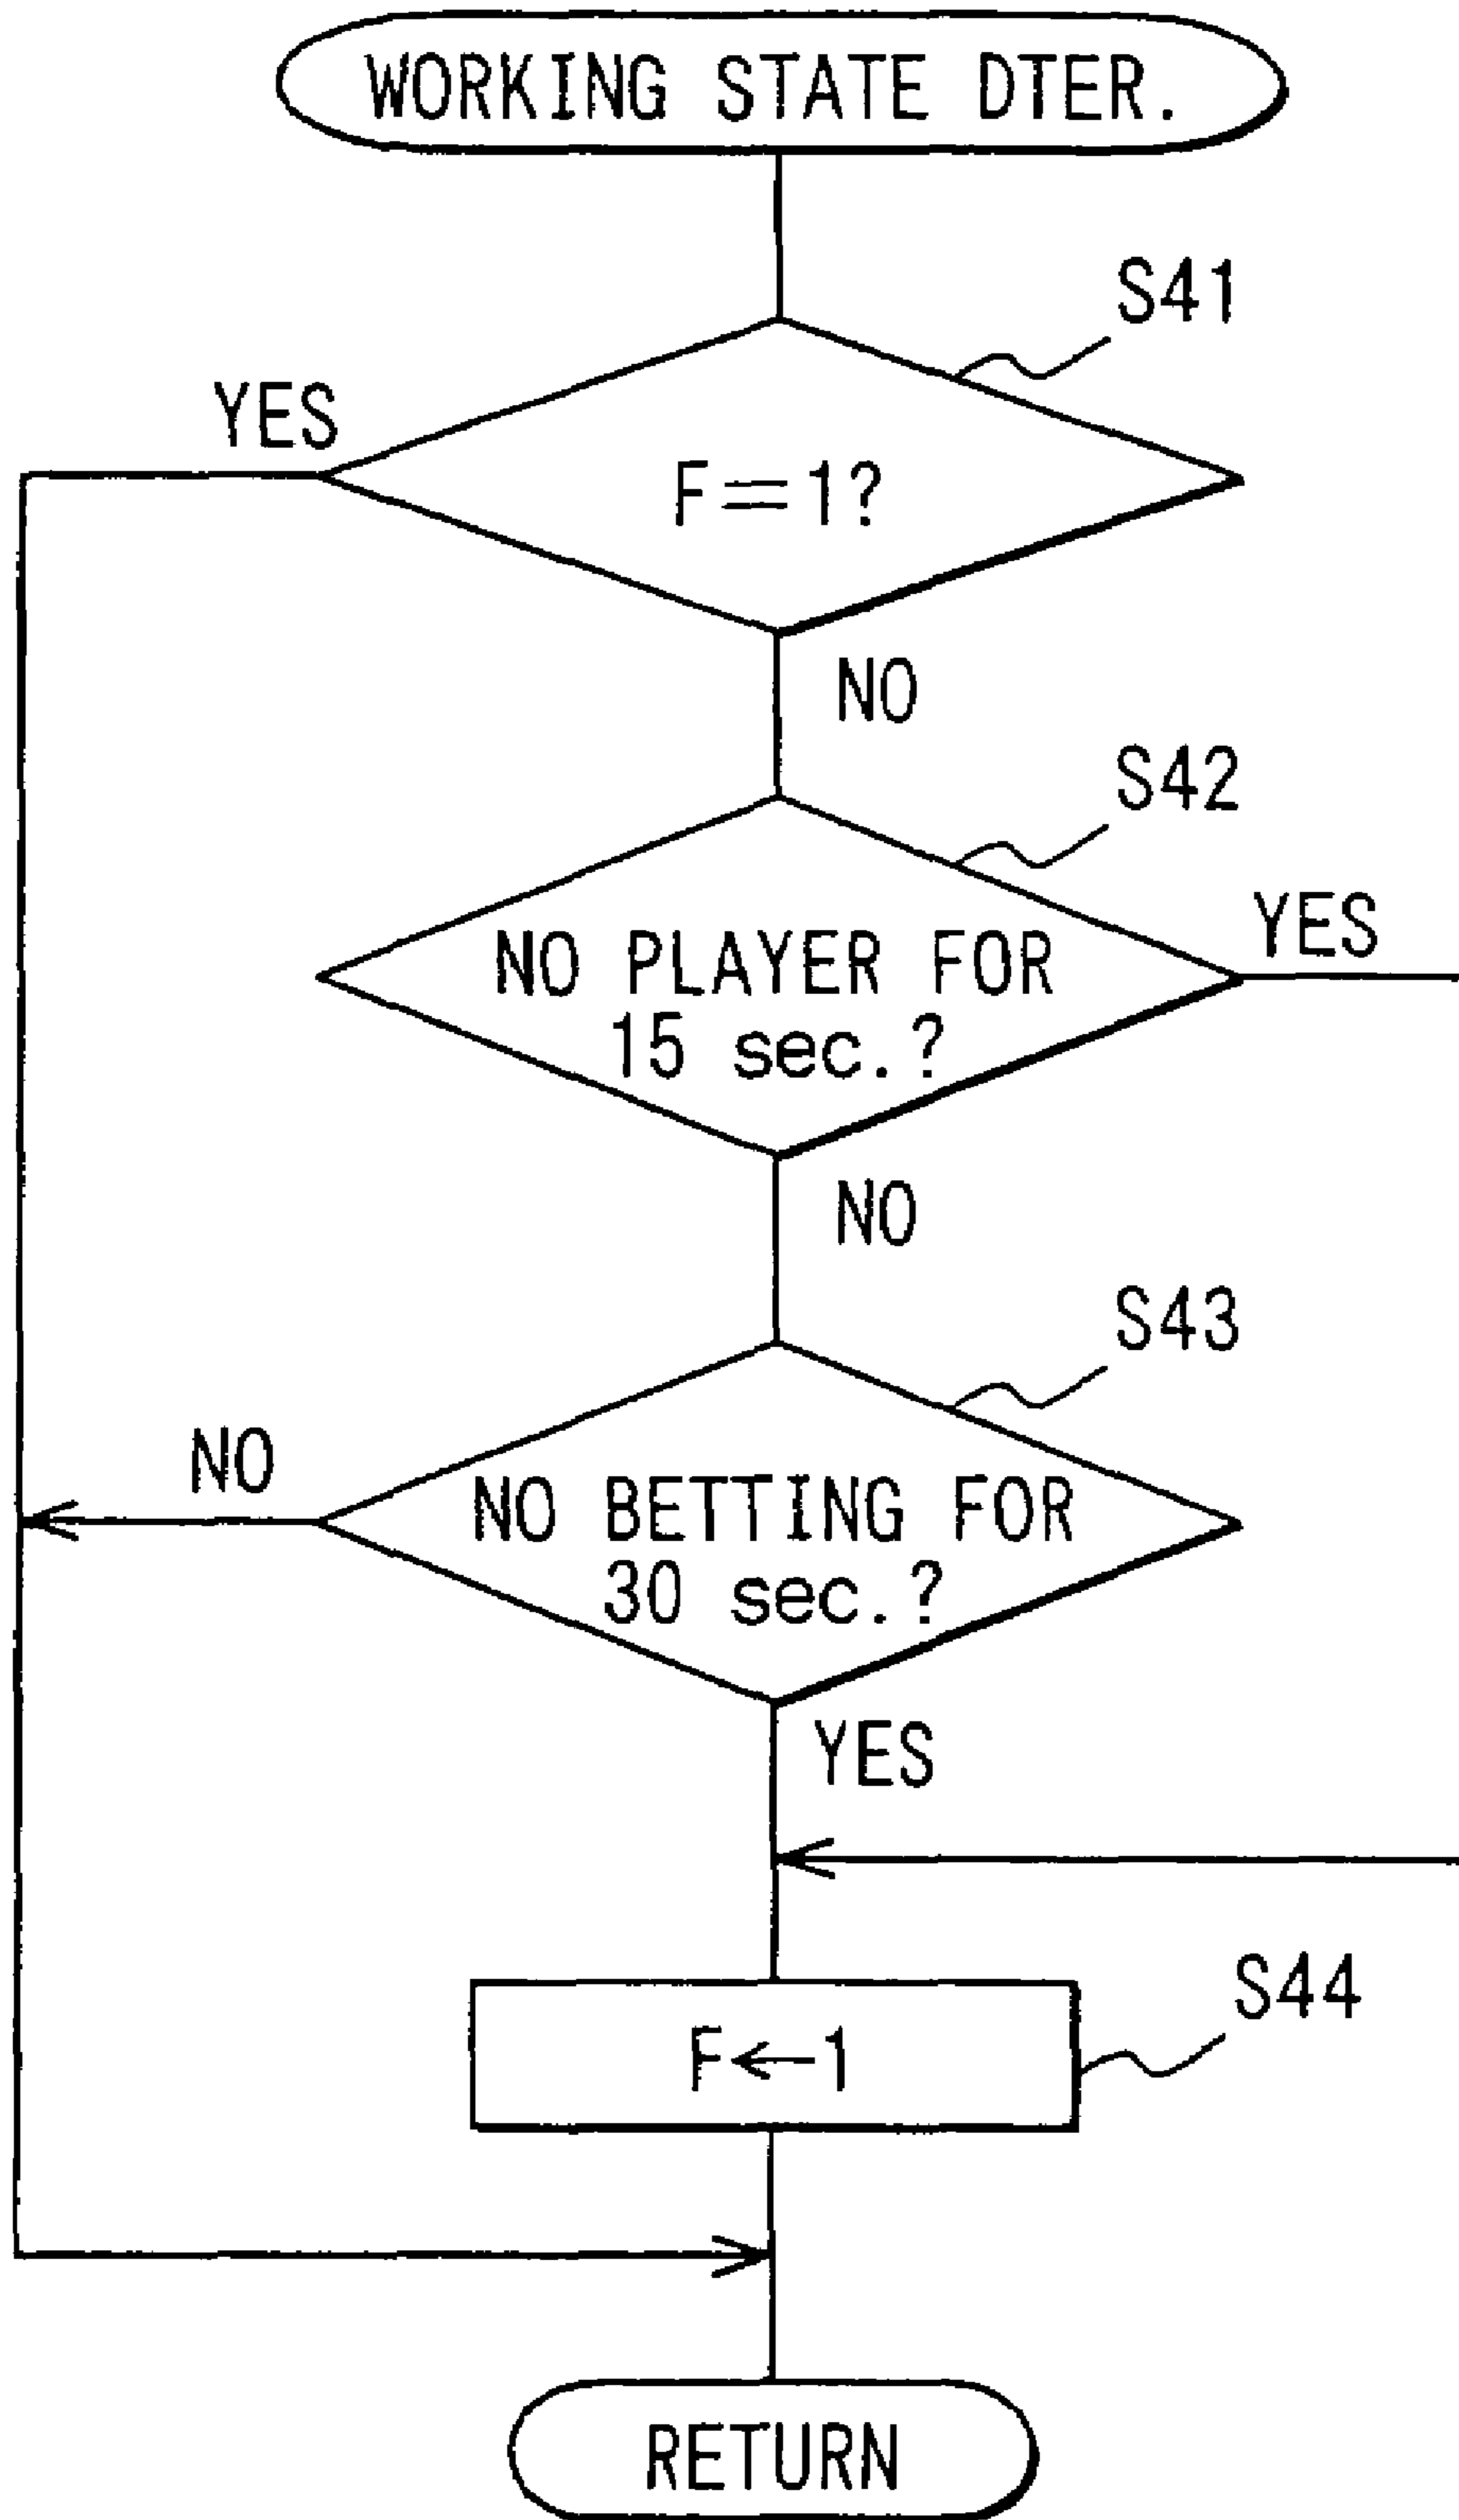 WORKING STATE DTER.
S41
YES
F=1?
NO
S42
YES
NO PLAYER FOR
15 sec.?
NO
S43
NO
NO BETTING FOR
30 sec.?
YES
S44
F←1
RETURN